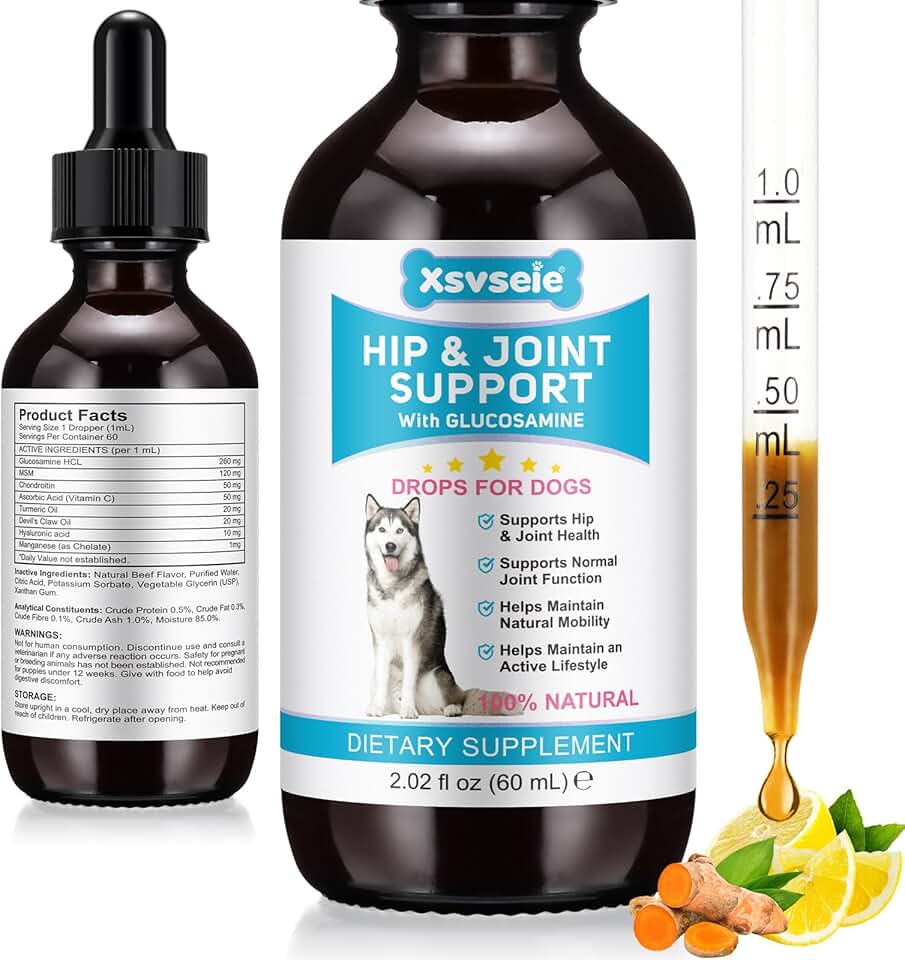 Product Facts
Serving Size 1 Dropper (1mL)
Servings Per Container 60
ACTIVE INGREDIENTS (per 1 mL)
Glucosamine HCL 260 mg
MSM 120 mg
Chondroitin 50 mg
Ascorbic Acid (Vitamin C) 50 mg
Turmeric Oil 20 mg
Devil's Claw Oil 20 mg
Hyaluronic acid 10 mg
Manganese (as Chelate) 1mg
*Daily Value not established.
Inactive Ingredients: Natural Beef Flavor, Purified Water,
Citric Acid, Potassium Sorbate, Vegetable Glycerin (USP),
Xanthan Gum.
Analytical Constituents: Crude Protein 0.5%, Crude Fat 0.3%,
Crude Fibre 0.1%, Crude Ash 1.0%, Moisture 85.0%.
WARNINGS:
Not for human consumption. Discontinue use and consult a
veterinarian if any adverse reaction occurs. Safety for pregnant
or breeding animals has not been established. Not recommended
for puppies under 12 weeks. Give with food to help avoid
digestive discomfort.
STORAGE:
Store upright in a cool, dry place away from heat. Keep out of
reach of children. Refrigerate after opening.
Xsvseie®
HIP & JOINT
SUPPORT
With GLUCOSAMINE
DROPS FOR DOGS
Supports Hip
& Joint Health
Supports Normal
Joint Function
Helps Maintain
Natural Mobility
Helps Maintain an
Active Lifestyle
100% NATURAL
DIETARY SUPPLEMENT
2.02 fl oz (60 mL) ℮
1.0
mL
.75
mL
.50
mL
.25